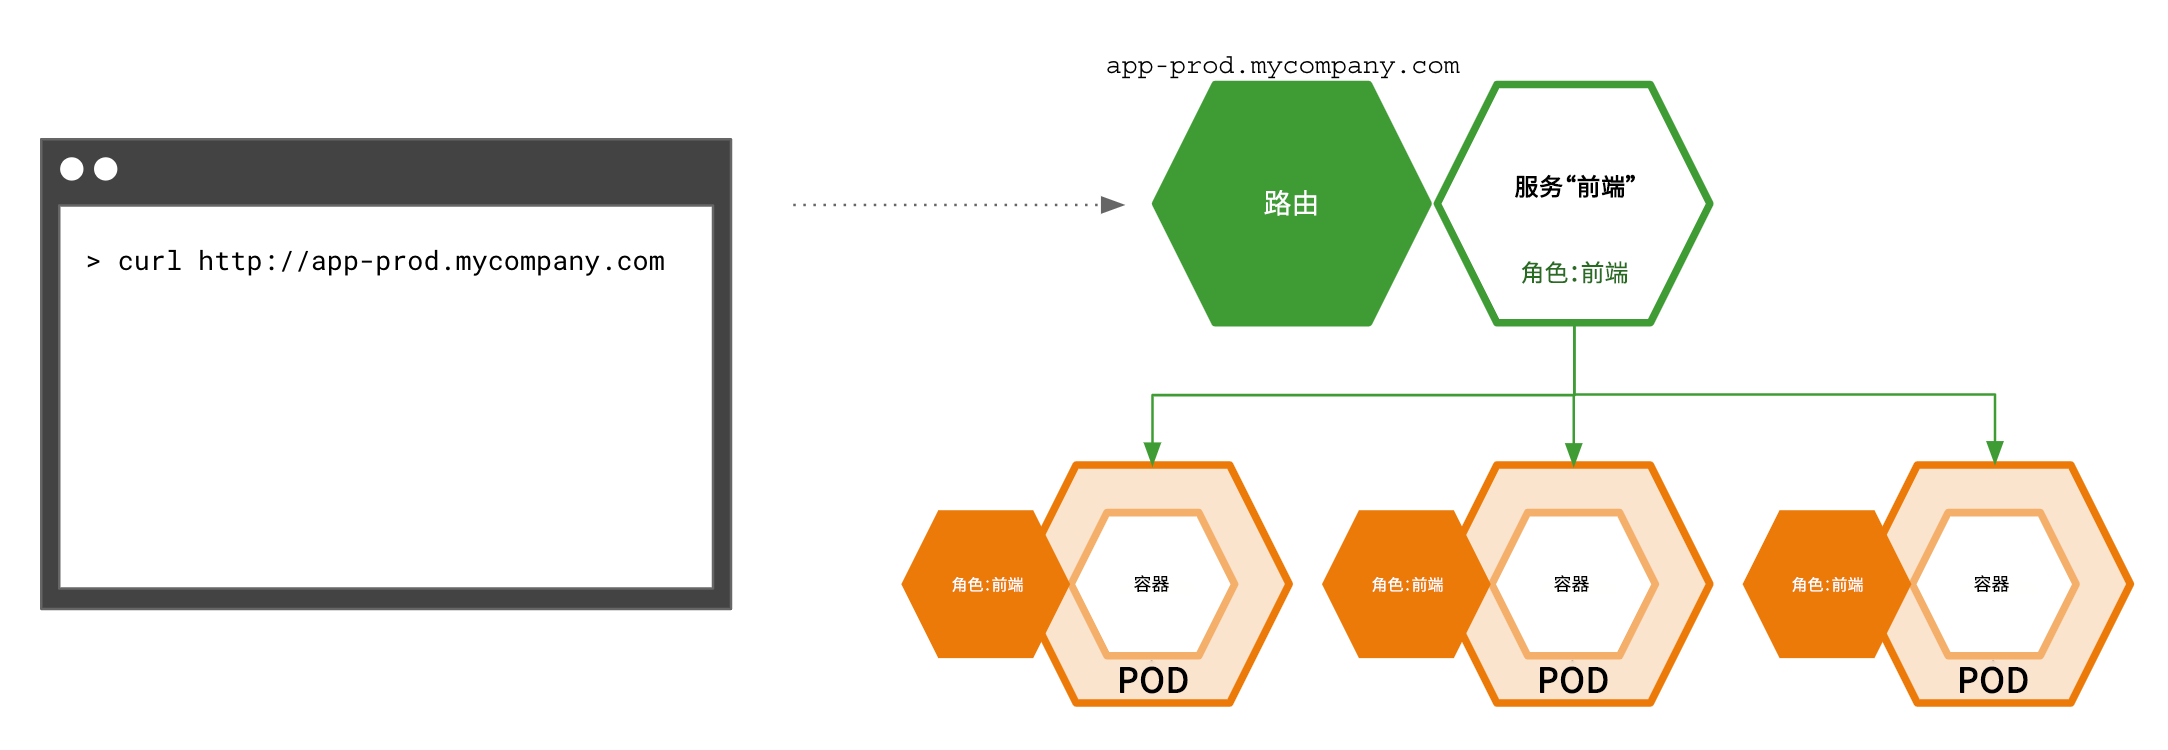 app-prod.mycompany.com
> curl http://app-prod.mycompany.com
路由
服务“前端”
角色:前端
角色:前端
容器
POD
角色:前端
容器
POD
角色:前端
容器
POD